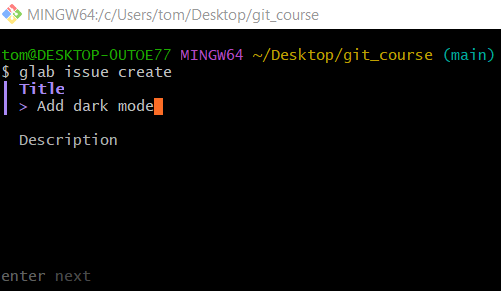 MINGW64:/c/Users/tom/Desktop/git_course
tom@DESKTOP-OUTOE77 MINGW64 ~/Desktop/git_course (main)
$ glab issue create
Title
> Add dark mode
Description
enter next